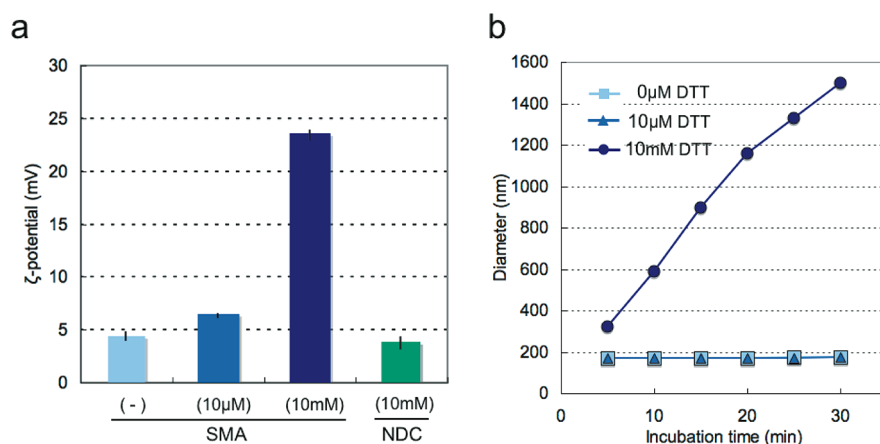 a
30
25
20
15
10
5
0
ζ-potential (mV)
(-) (10μM) (10mM) (10mM)
SMA NDC
b
1600
1400
1200
1000
800
600
400
200
0
Diameter (nm)
0μM DTT
10μM DTT
10mM DTT
0 10 20 30
Incubation time (min)